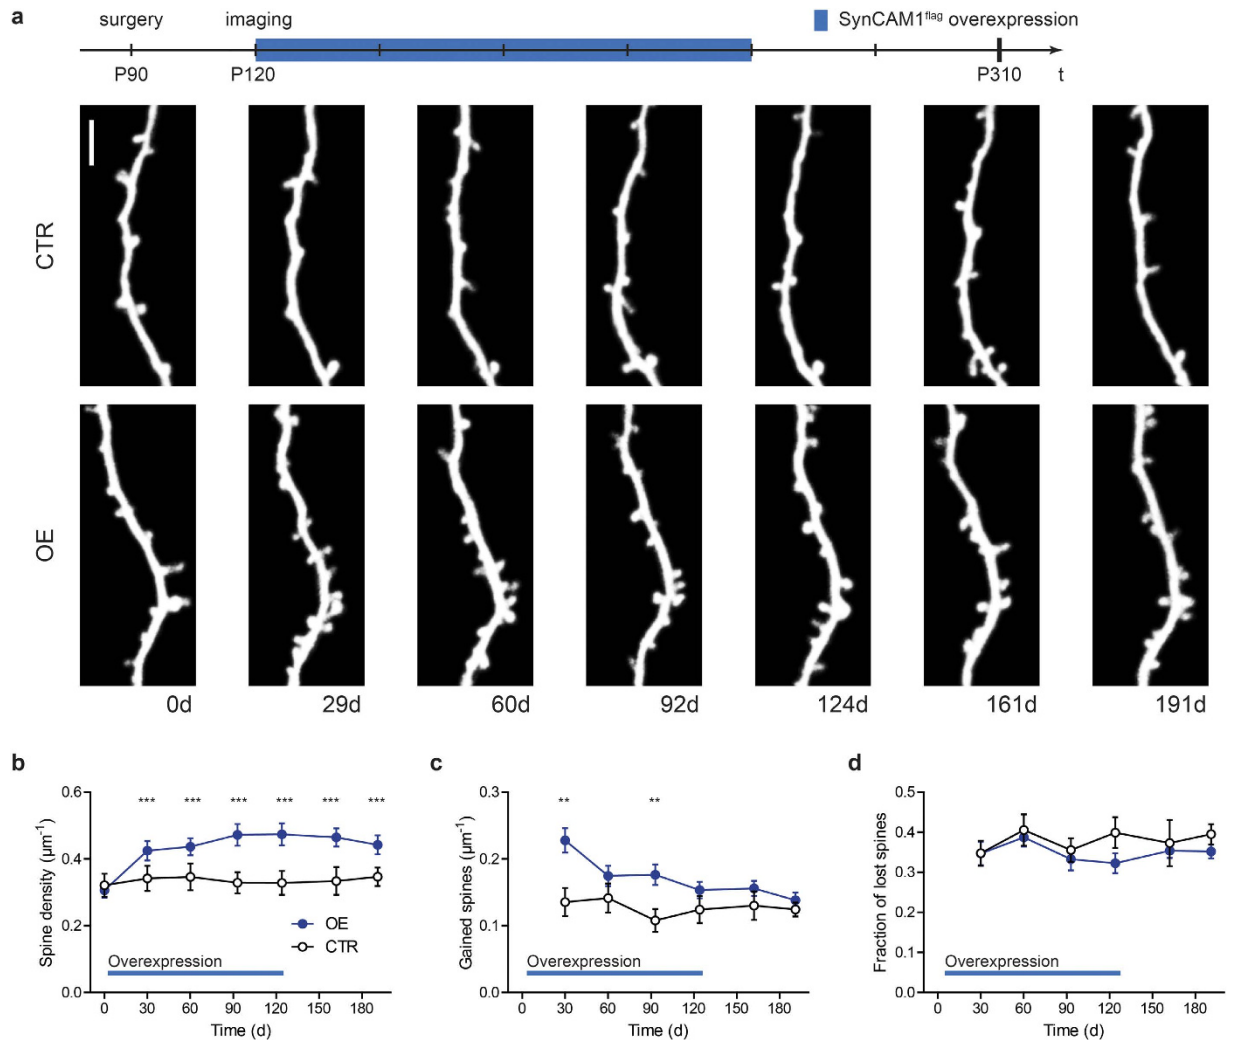 a
surgery
imaging
SynCAM1flag overexpression
P90
P120
P310
t
CTR
OE
0d
29d
60d
92d
124d
161d
191d
b
Spine density (µm-1)
0.6
0.4
0.2
0.0
*** *** *** *** *** ***
OE
CTR
Overexpression
0 30 60 90 120 150 180
Time (d)
c
Gained spines (µm-1)
0.3
0.2
0.1
0.0
** **
Overexpression
0 30 60 90 120 150 180
Time (d)
d
Fraction of lost spines
0.5
0.4
0.3
0.2
0.1
0.0
Overexpression
0 30 60 90 120 150 180
Time (d)